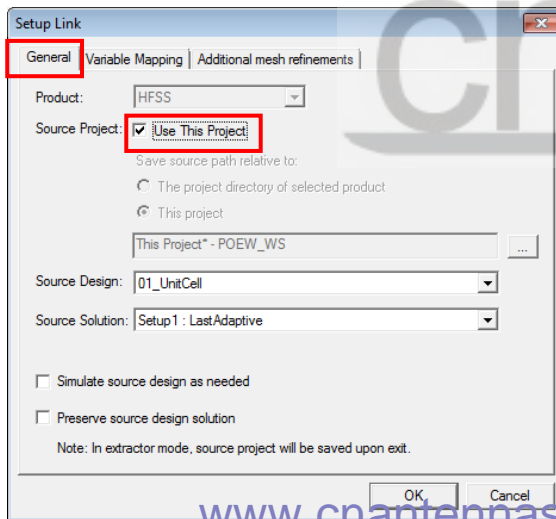 Setup Link
General Variable Mapping Additional mesh refinements
Product: HFSS
Source Project: Use This Project
Save source path relative to:
The project directory of selected product
This project
This Project* - POEW_WS ...
Source Design: 01_UnitCell
Source Solution: Setup1 : LastAdaptive
Simulate source design as needed
Preserve source design solution
Note: In extractor mode, source project will be saved upon exit.
OK Cancel